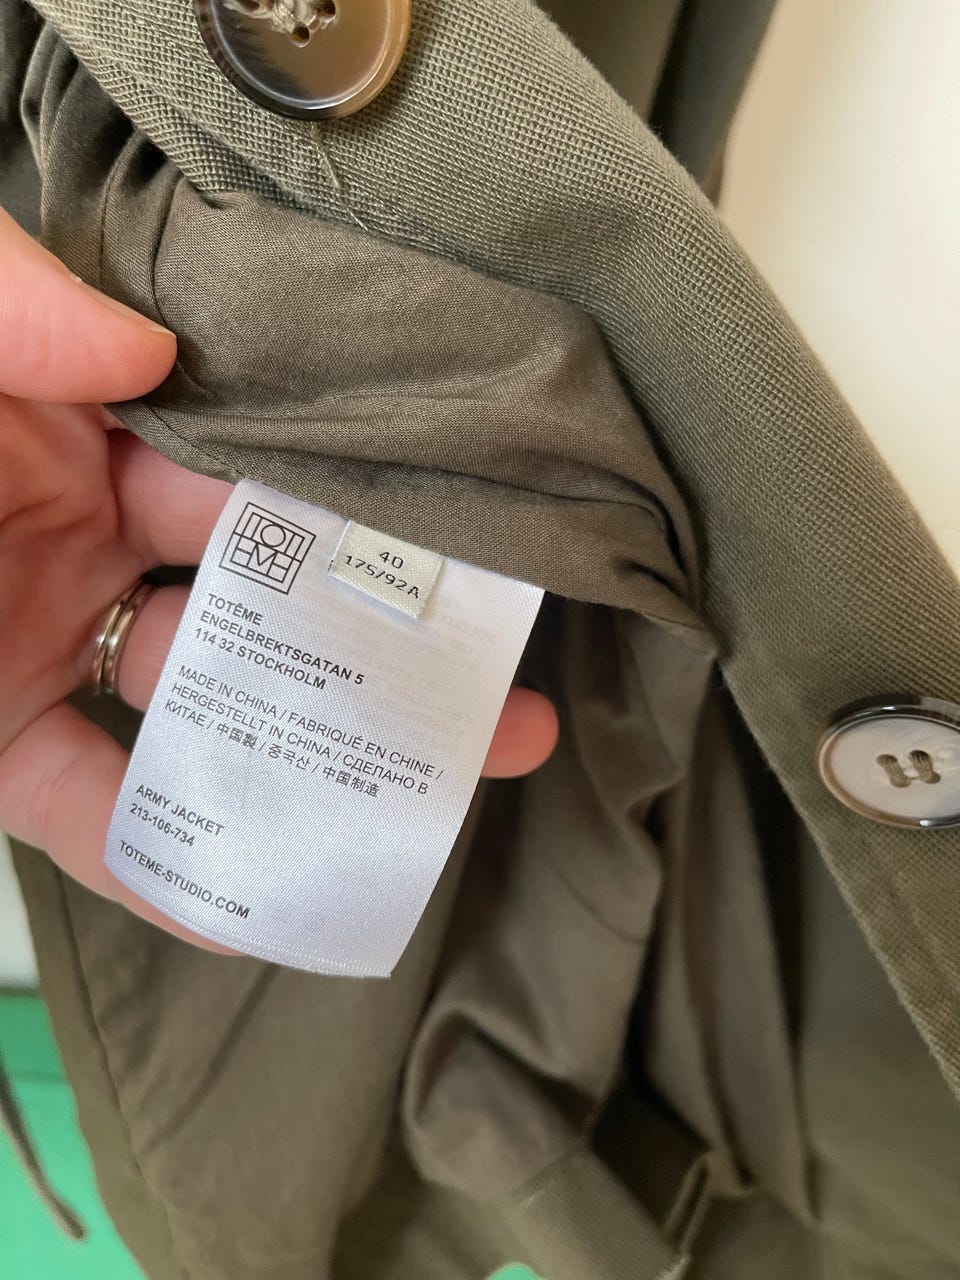 TOTEME
40
175/92A
TOTÊME
ENGELBREKTSGATAN 5
114 32 STOCKHOLM
MADE IN CHINA / FABRIQUÉ EN CHINE /
HERGESTELLT IN CHINA / СДЕЛАНО В
КИТАЕ / 中国製 / 중국산 / 中国制造
ARMY JACKET
213-106-734
TOTEME-STUDIO.COM